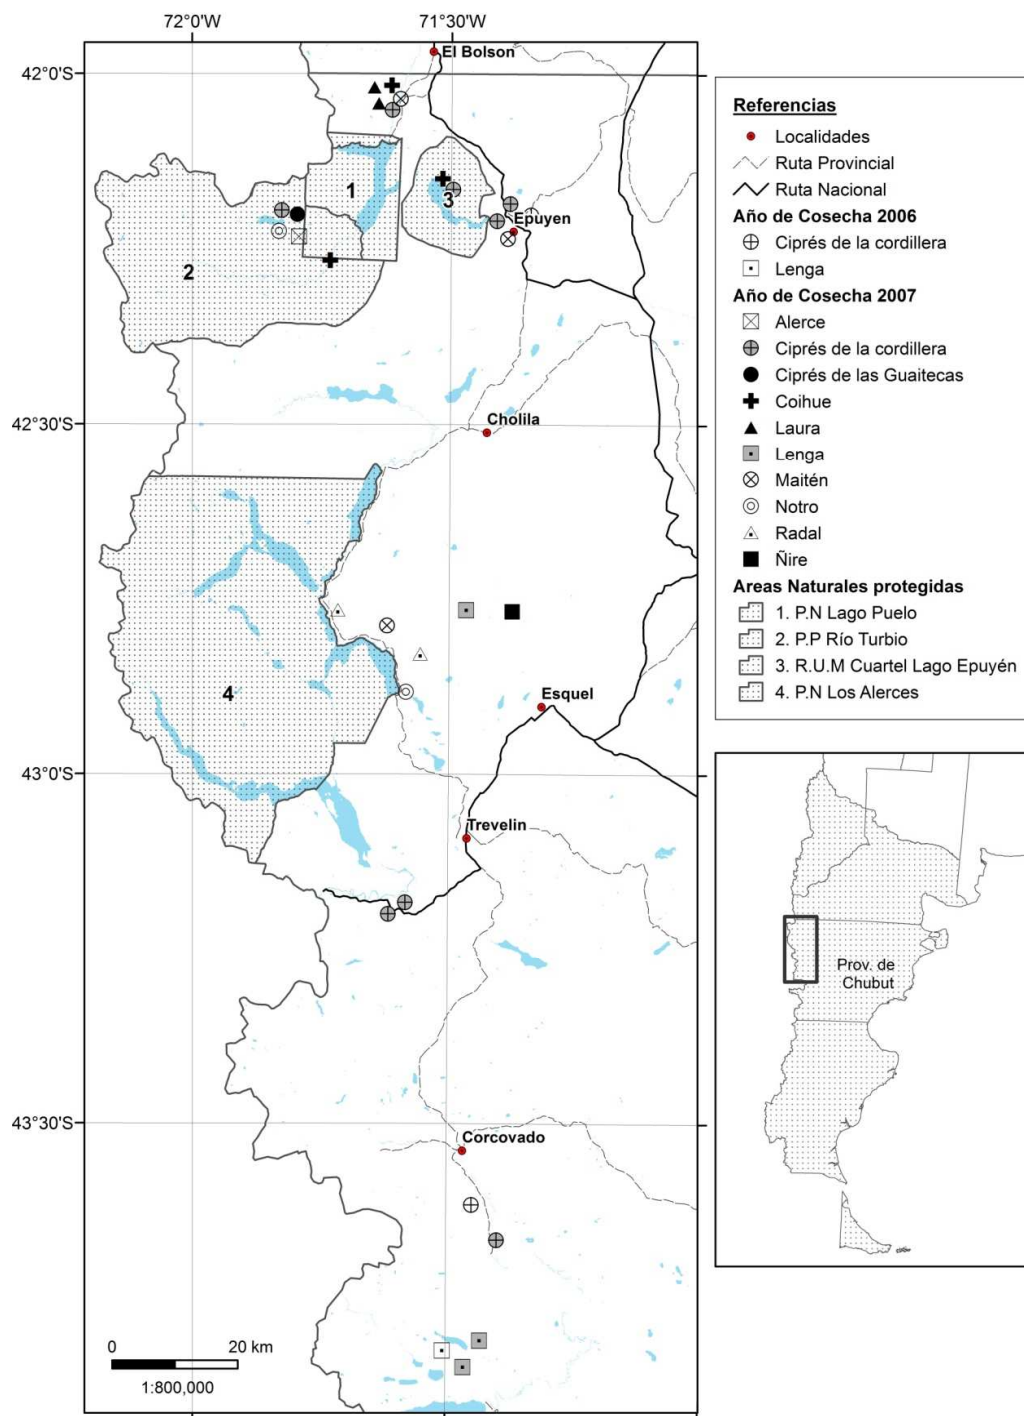 72°0'W
71°30'W
El Bolson
42°0'S
1
3
Epuyen
2
Cholila
42°30'S
4
Esquel
43°0'S
Trevelin
43°30'S
Corcovado
0
20 km
1:800,000
Referencias
Localidades
Ruta Provincial
Ruta Nacional
Año de Cosecha 2006
Ciprés de la cordillera
Lenga
Año de Cosecha 2007
Alerce
Ciprés de la cordillera
Ciprés de las Guaitecas
Coihue
Laura
Lenga
Maitén
Notro
Radal
Ñire
Areas Naturales protegidas
1. P.N Lago Puelo
2. P.P Río Turbio
3. R.U.M Cuartel Lago Epuyén
4. P.N Los Alerces
Prov. de
Chubut